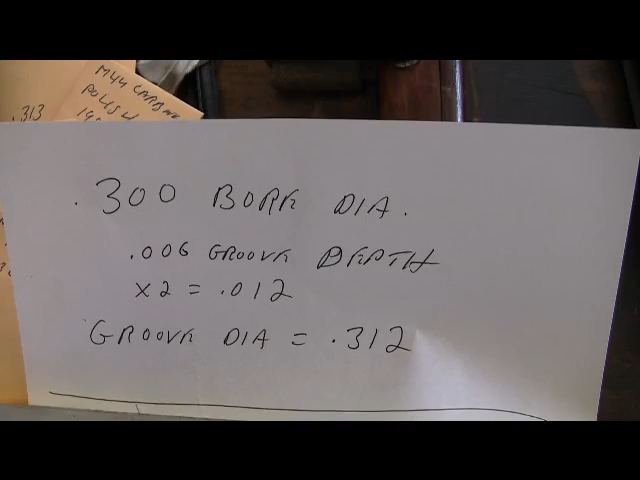 M44 CARBINE
POLISH
.313
.300 BORE DIA.
.006 GROOVE DEPTH
X2 = .012
GROOVE DIA = .312